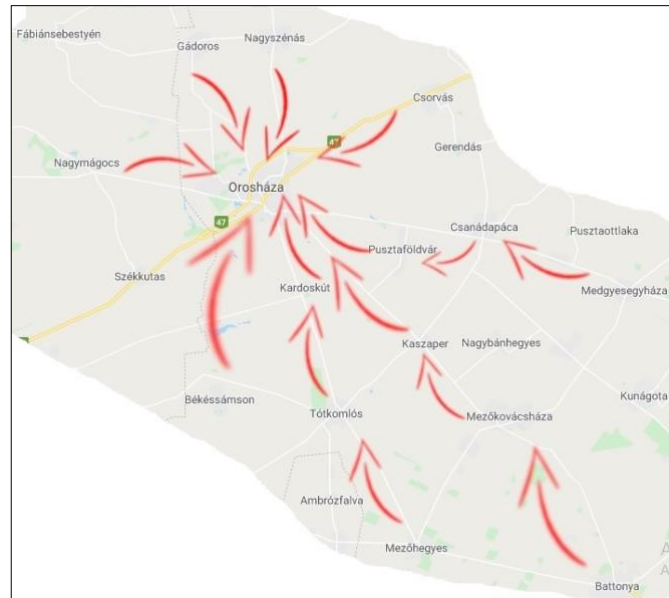 Fábiánsebestyén
Nagyszénás
Gádoros
Csorvás
47
Gerendás
Nagymágocs
Orosháza
47
Csanádapáca
Pusztaottlaka
Pusztaföldvár
Székkutas
Kardoskút
Medgyesegyháza
Kaszaper
Nagybánhegyes
Kunágota
Békéssámson
Tótkomlós
Mezőkovácsháza
Ambrózfalva
Mezőhegyes
Battonya